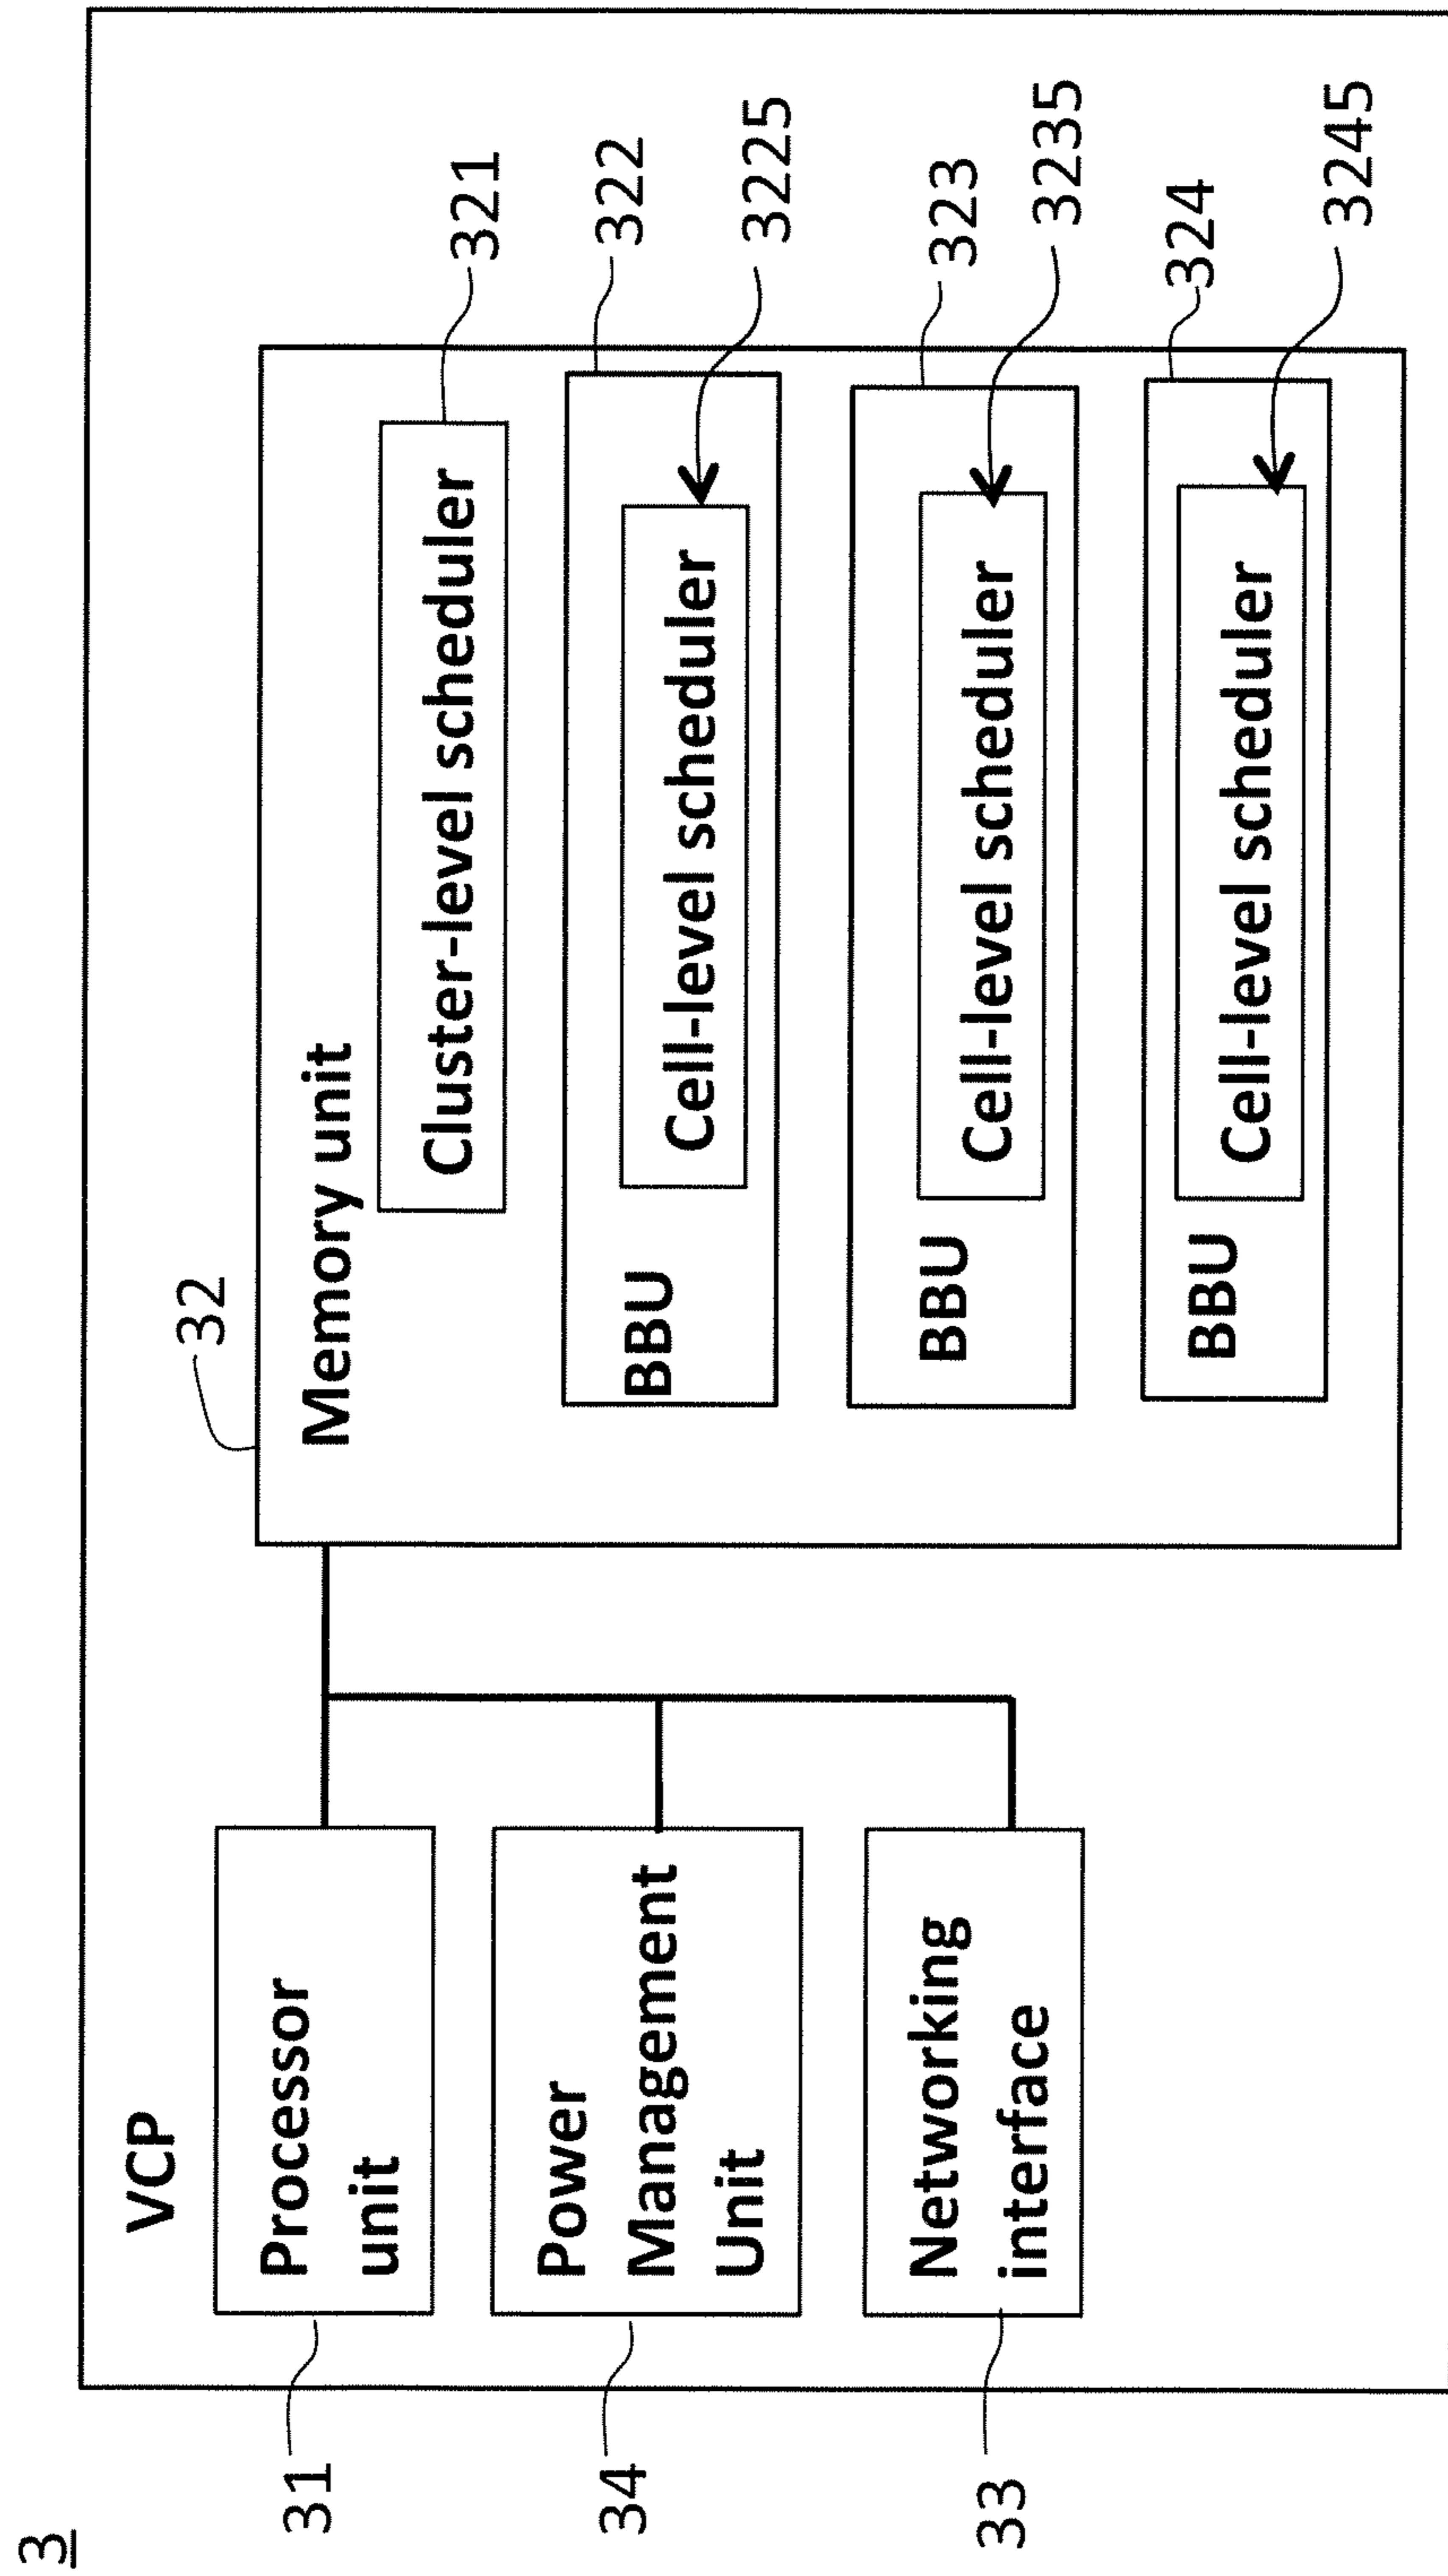 3
VCP
31
Processor
unit
34
Power
Management
Unit
33
Networking
interface
32
Memory unit
Cluster-level scheduler
321
BBU
322
Cell-level scheduler
3225
BBU
323
Cell-level scheduler
3235
BBU
324
Cell-level scheduler
3245